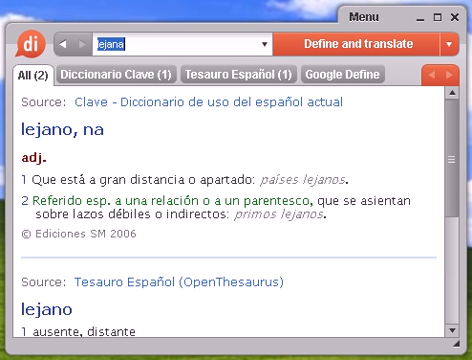 Menu
di
lejana
Define and translate
All (2)
Diccionario Clave (1)
Tesauro Español (1)
Google Define
Source: Clave - Diccionario de uso del español actual
lejano, na
adj.
1 Que está a gran distancia o apartado: países lejanos.
2 Referido esp. a una relación o a un parentesco, que se asientan
sobre lazos débiles o indirectos: primos lejanos.
© Ediciones SM 2006
Source: Tesauro Español (OpenThesaurus)
lejano
1 ausente, distante